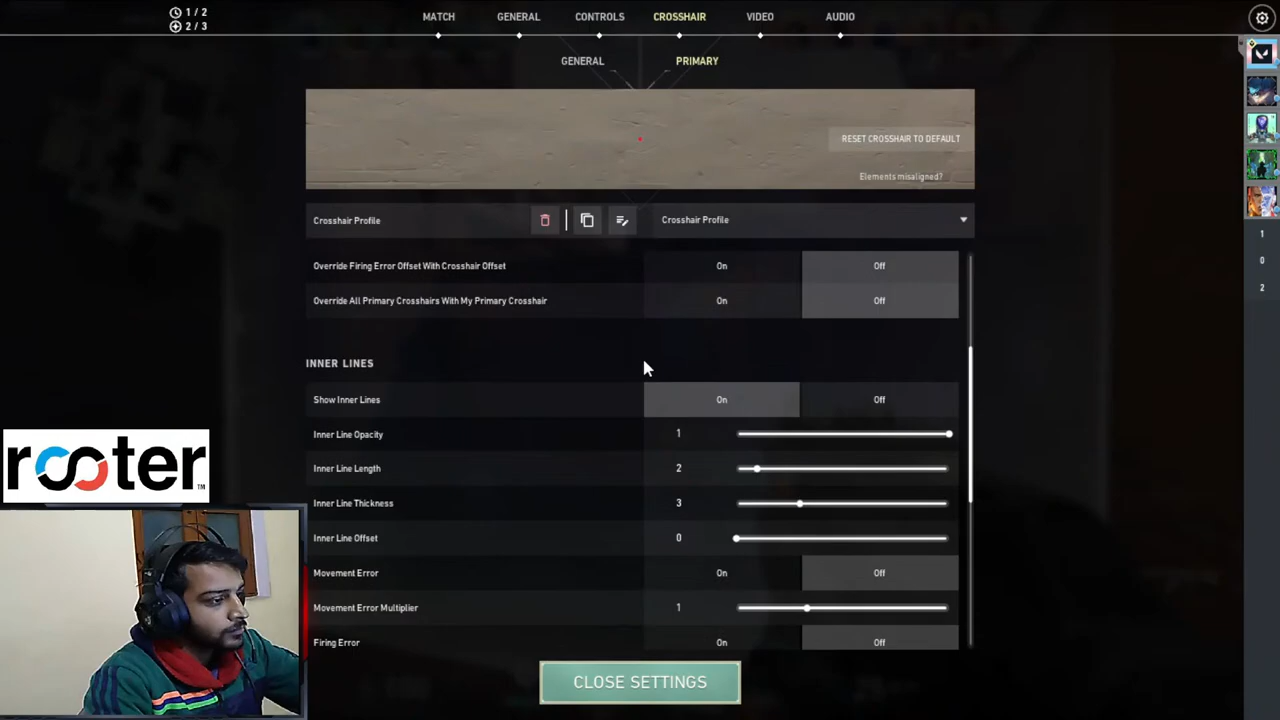 1 / 2
2 / 3
MATCH GENERAL CONTROLS CROSSHAIR VIDEO AUDIO
GENERAL PRIMARY
RESET CROSSHAIR TO DEFAULT
Elements misaligned?
Crosshair Profile Crosshair Profile
Override Firing Error Offset With Crosshair Offset On Off
Override All Primary Crosshairs With My Primary Crosshair On Off
INNER LINES
Show Inner Lines On Off
Inner Line Opacity 1
Inner Line Length 2
Inner Line Thickness 3
Inner Line Offset 0
Movement Error On Off
Movement Error Multiplier 1
Firing Error On Off
CLOSE SETTINGS
rooter TM
1
0
2